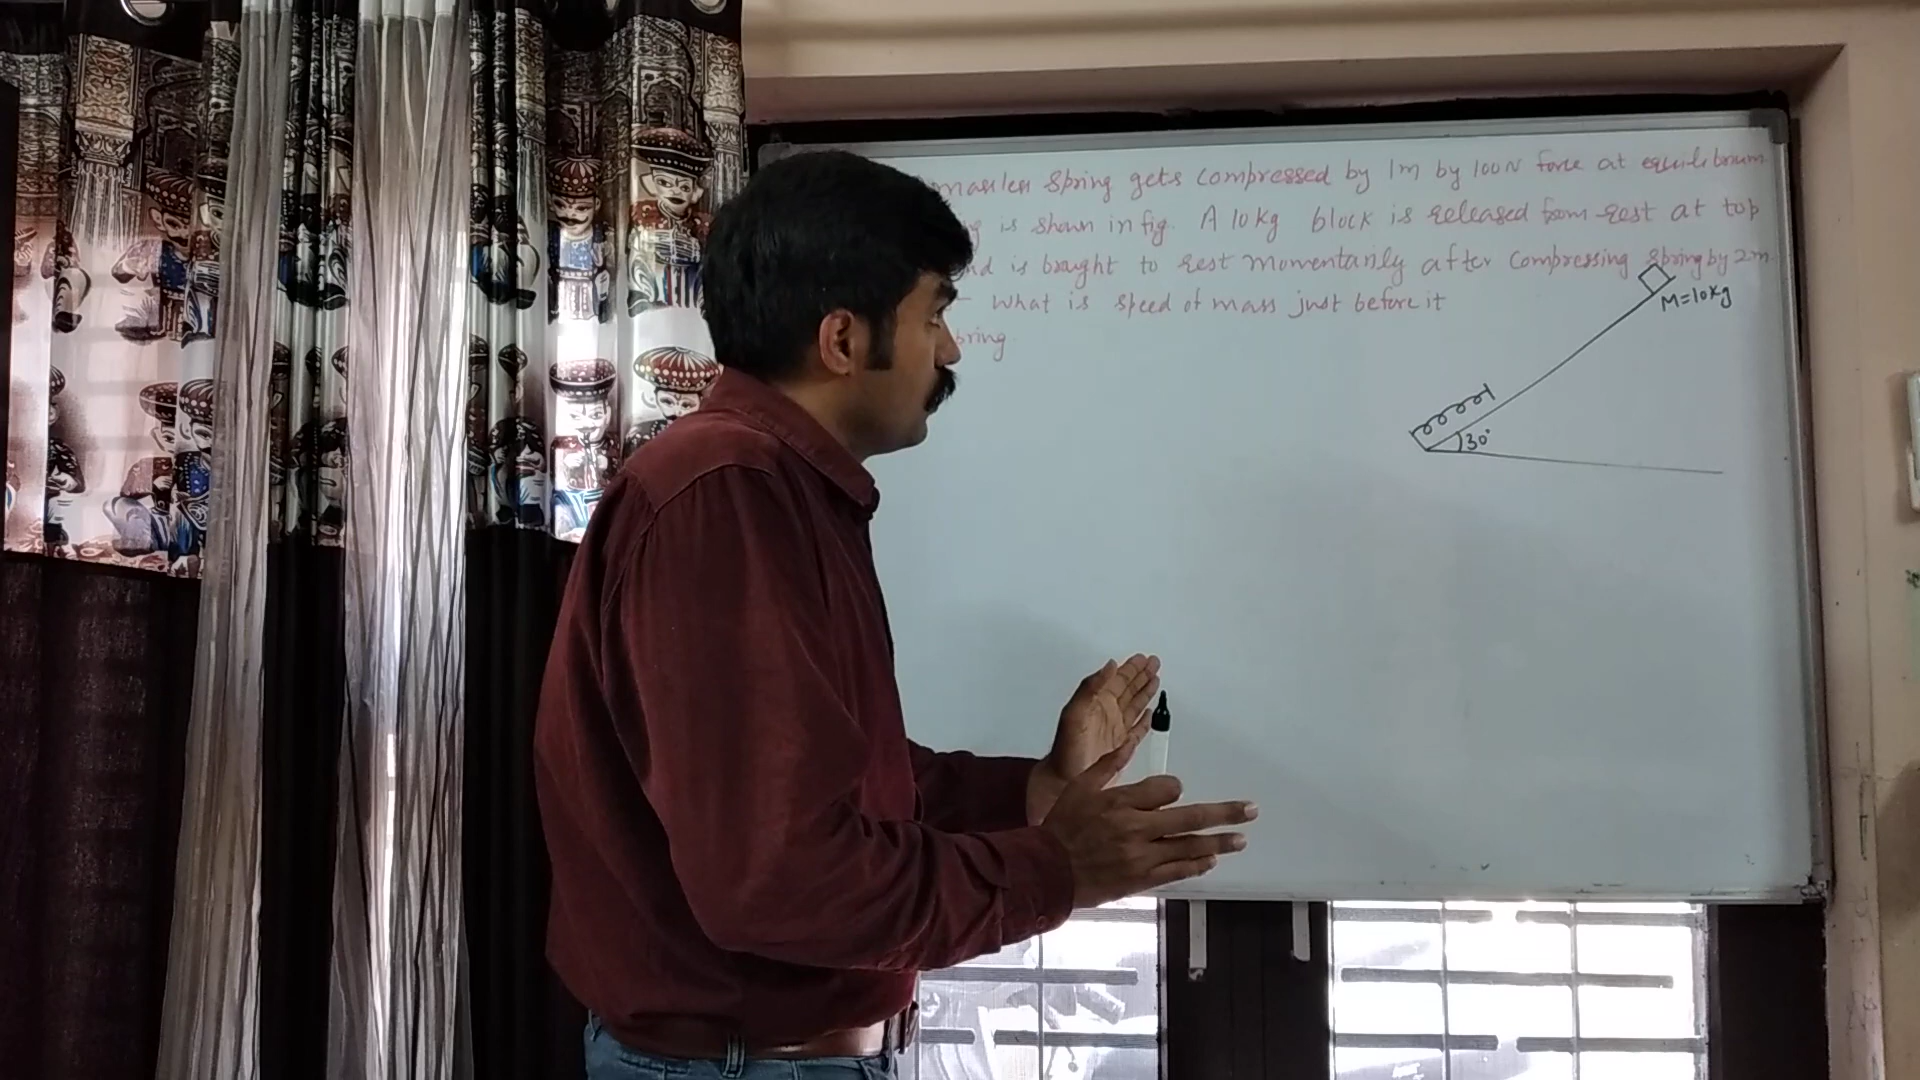 massless spring gets compressed by 1m by 100N force at equilibrium
is shown in fig. A 10kg block is released from rest at top
is brought to rest momentarily after compressing spring by 2m
- What is speed of mass just before it
M=10kg
30°